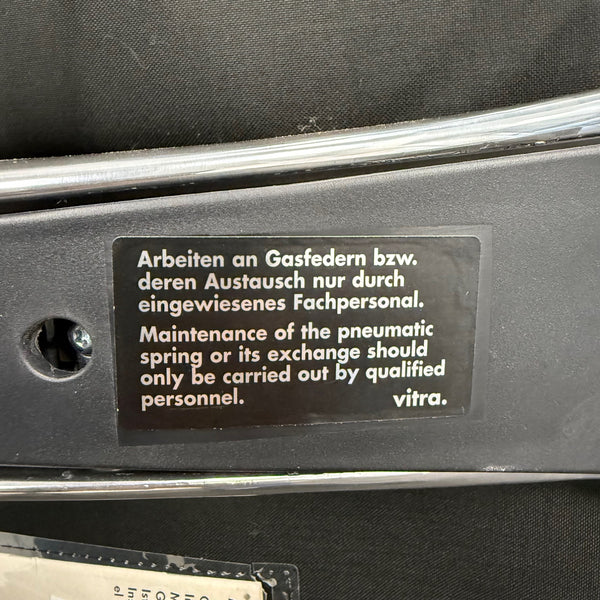 Arbeiten an Gasfedern bzw.
deren Austausch nur durch
eingewiesenes Fachpersonal.
Maintenance of the pneumatic
spring or its exchange should
only be carried out by qualified
personnel. vitra.